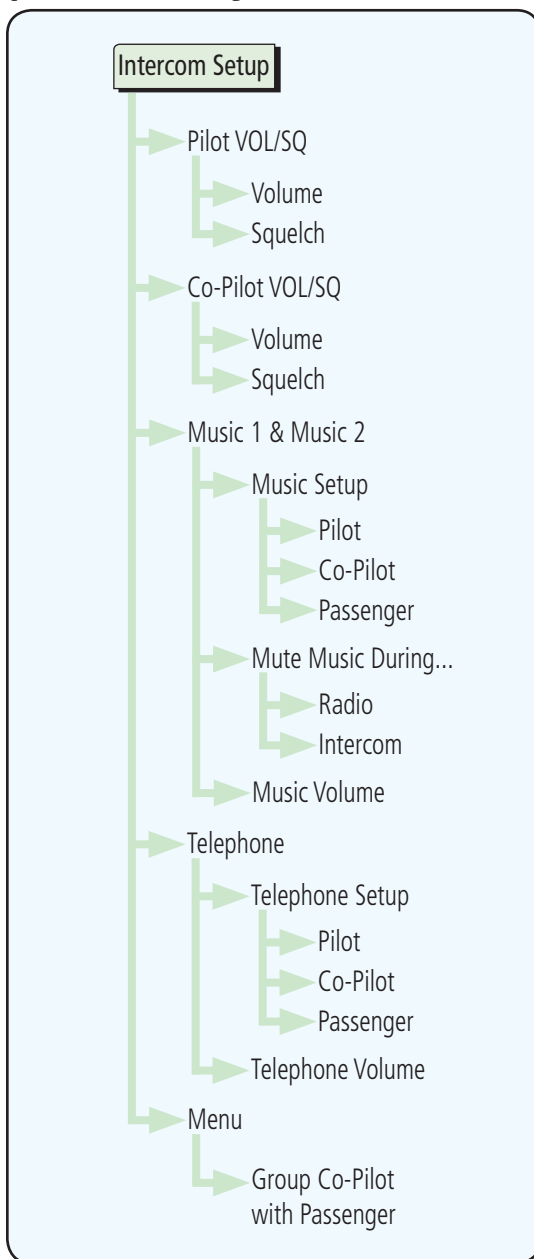 Intercom Setup
Pilot VOL/SQ
Volume
Squelch
Co-Pilot VOL/SQ
Volume
Squelch
Music 1 & Music 2
Music Setup
Pilot
Co-Pilot
Passenger
Mute Music During...
Radio
Intercom
Music Volume
Telephone
Telephone Setup
Pilot
Co-Pilot
Passenger
Telephone Volume
Menu
Group Co-Pilot
with Passenger